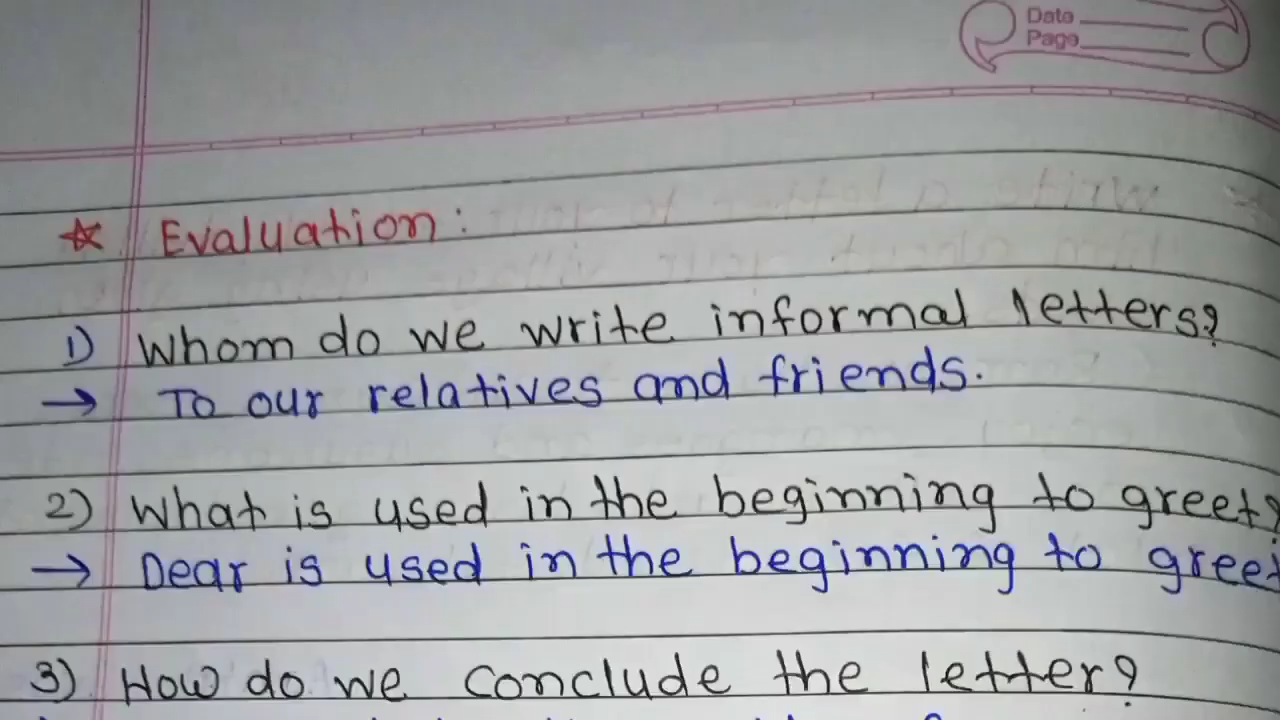 Date
Page
☆ Evaluation:
1) Whom do we write informal letters?
→ To our relatives and friends.
2) What is used in the beginning to greet?
→ Dear is used in the beginning to greet
3) How do we conclude the letter?